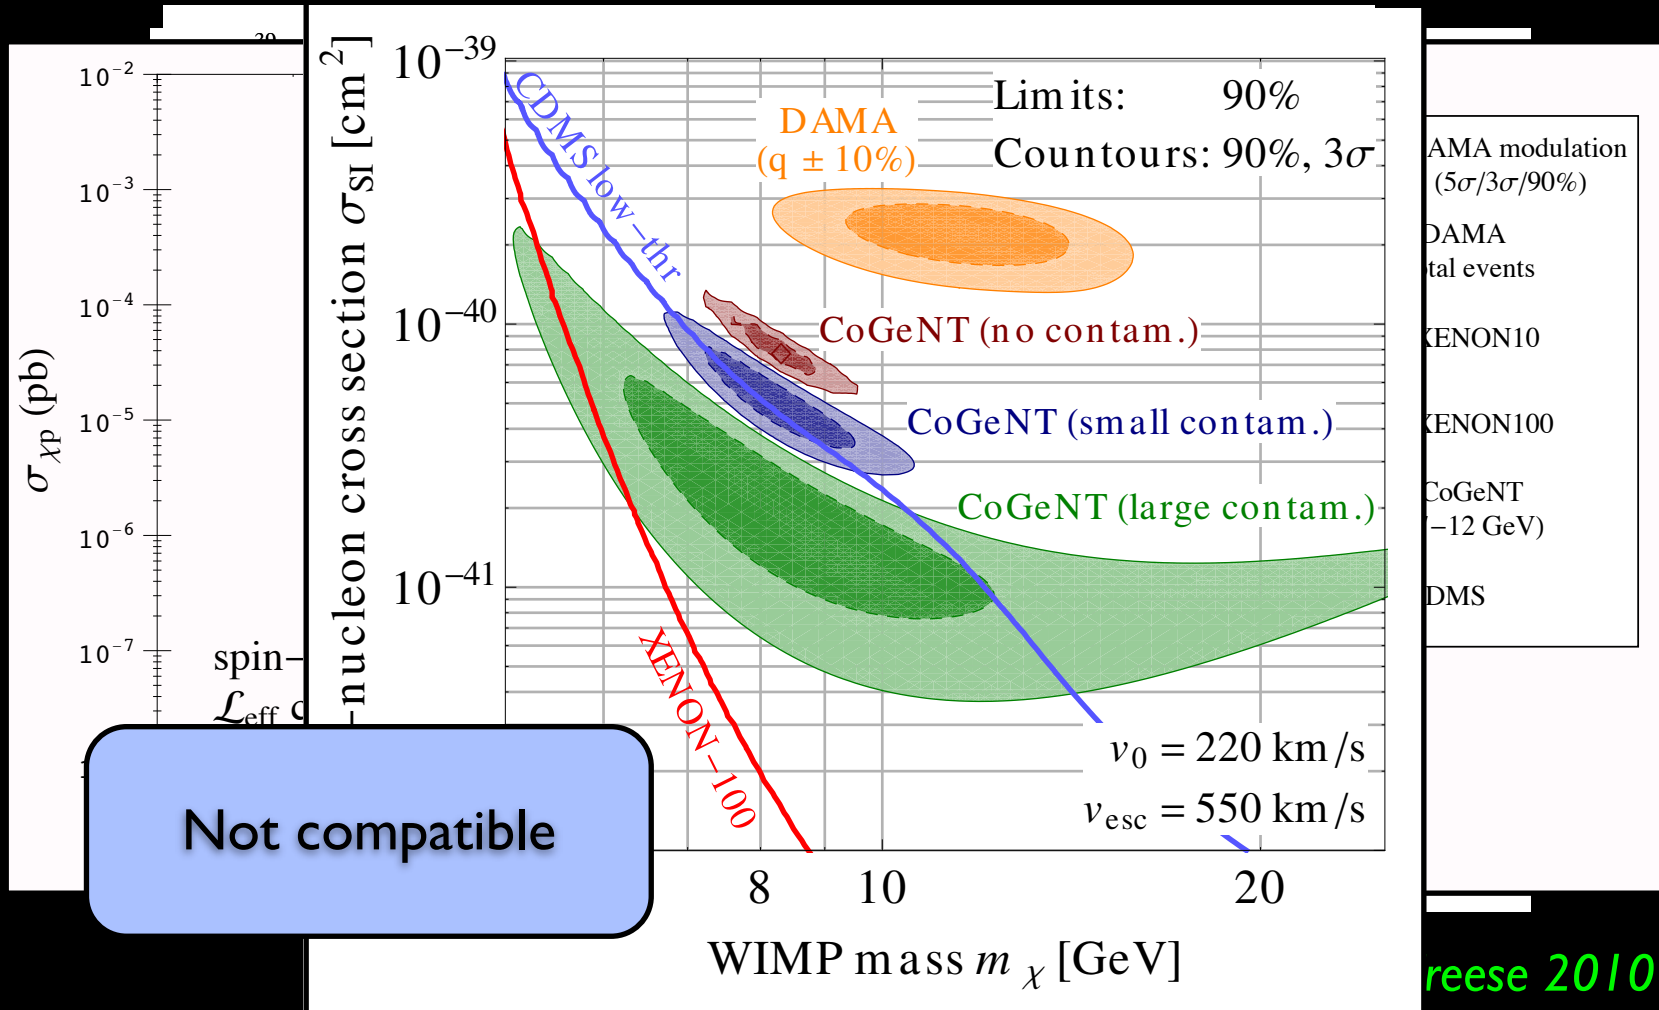 10−39
10−40
10−41
-nucleon cross section σSI [cm2]
Limits: 90%
Countours: 90%, 3σ
DAMA
(q ± 10%)
CDMS low−thr
CoGeNT (no contam.)
CoGeNT (small contam.)
CoGeNT (large contam.)
XENON−100
v0 = 220 km/s
vesc = 550 km/s
8 10 20
WIMP mass mχ [GeV]
Not compatible
10−2
10−3
10−4
10−5
10−6
10−7
σχp (pb)
spin−
ℒeff
AMA modulation
(5σ/3σ/90%)
DAMA
tal events
XENON10
XENON100
CoGeNT
−12 GeV)
DMS
reese 2010